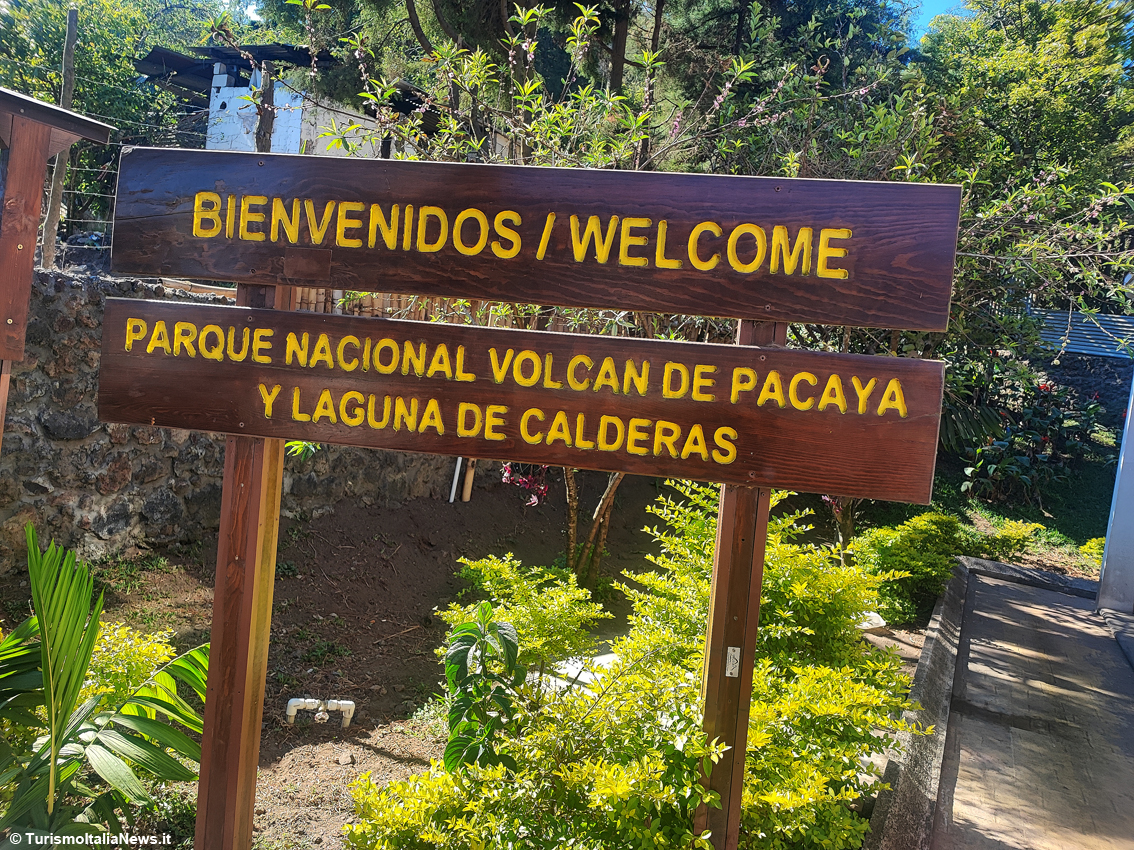 BIENVENIDOS / WELCOME
PARQUE NACIONAL VOLCAN DE PACAYA
Y LAGUNA DE CALDERAS
© TurismoItaliaNews.it